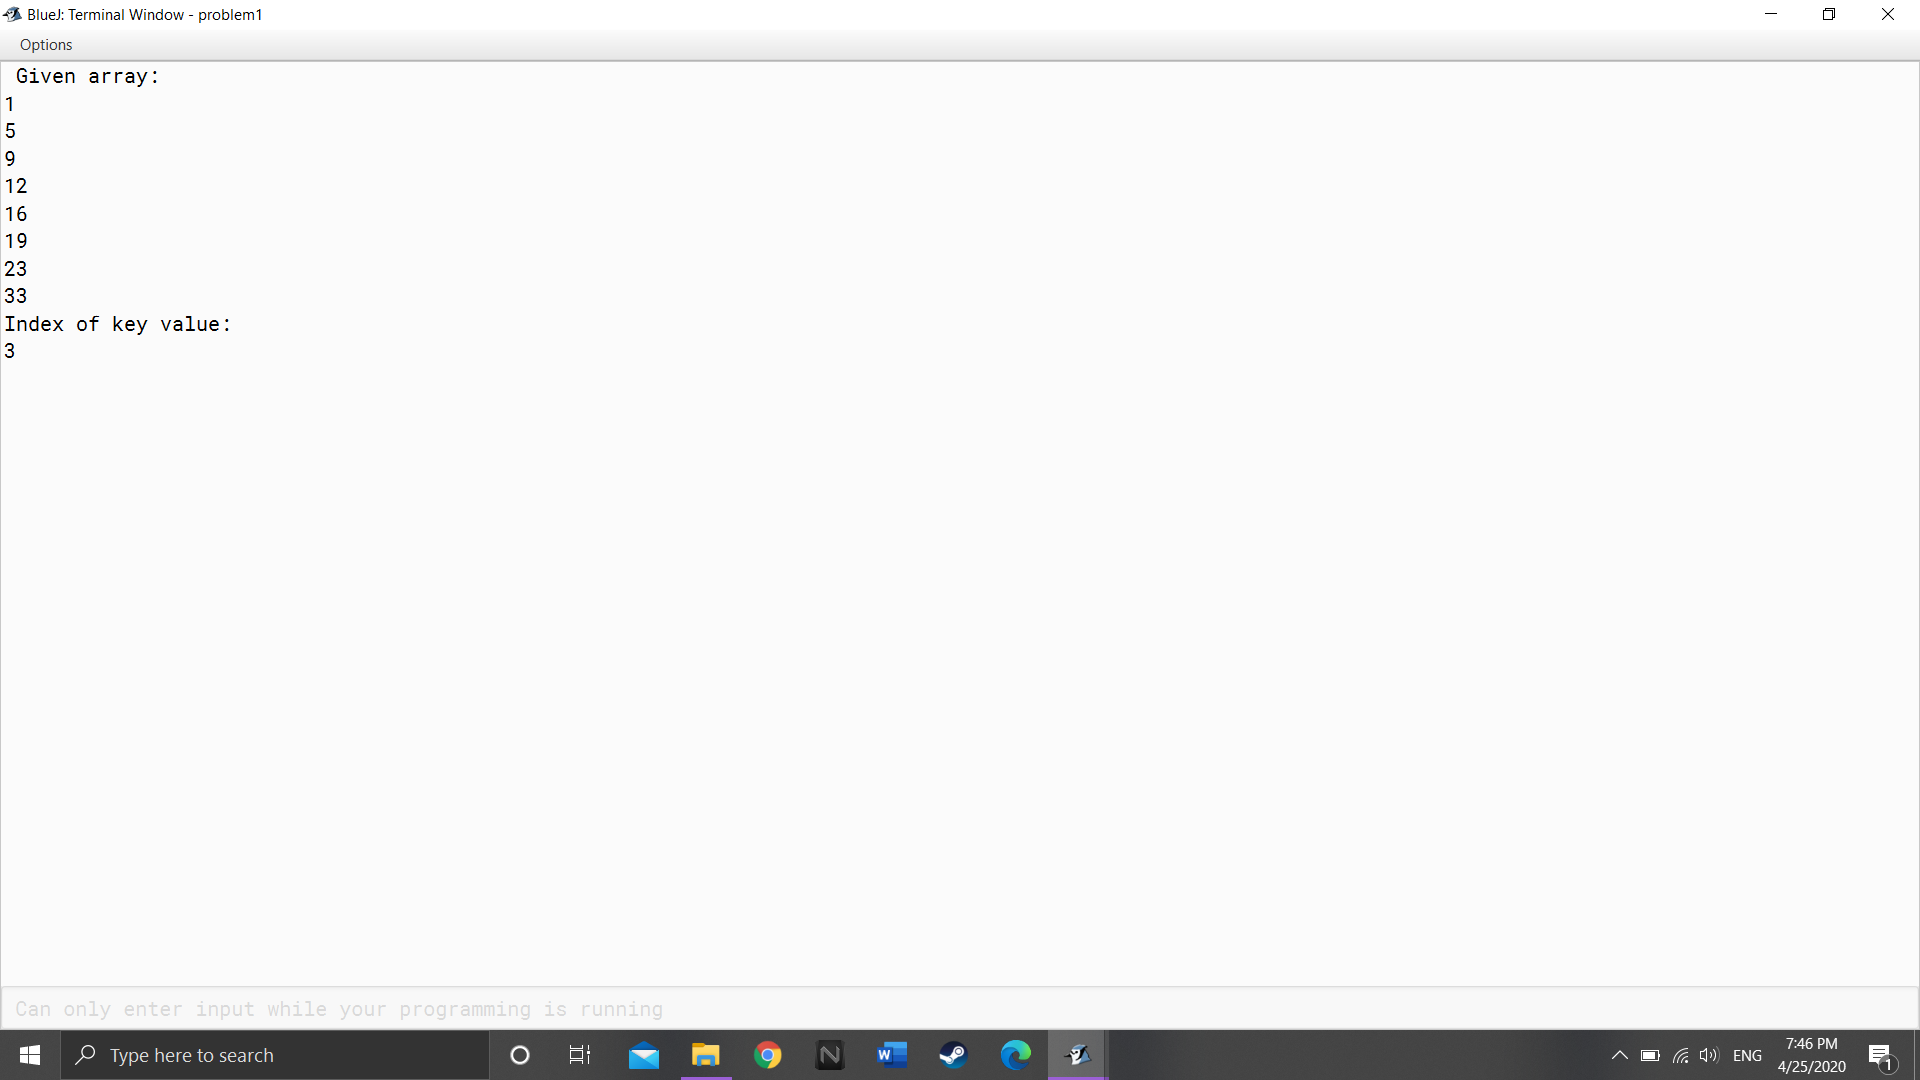 BlueJ: Terminal Window - problem1
Options
Given array:
1
5
9
12
16
19
23
33
Index of key value:
3
Can only enter input while your programming is running
Type here to search
ENG
7:46 PM
4/25/2020
1